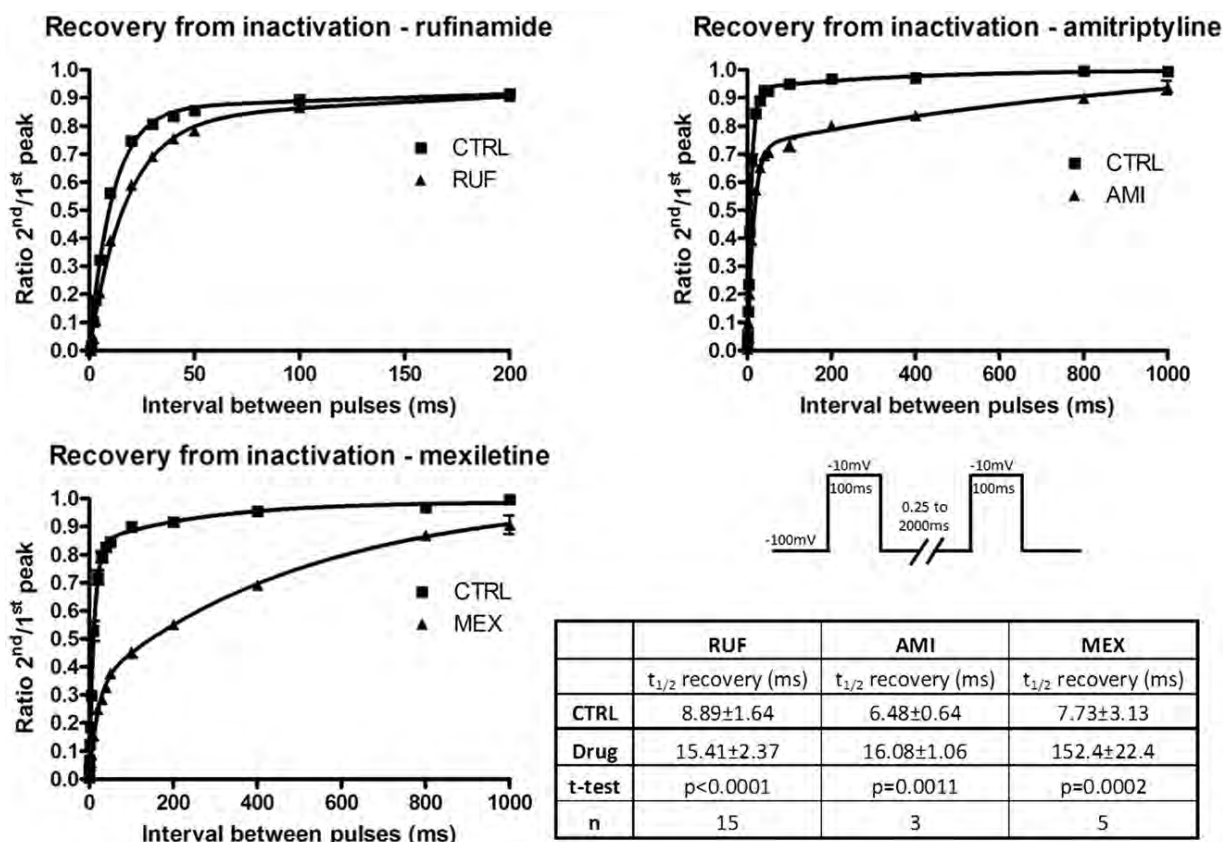 Recovery from inactivation - rufinamide
Ratio 2nd/1st peak
1.0
0.9
0.8
0.7
0.6
0.5
0.4
0.3
0.2
0.1
0.0
CTRL
RUF
0 50 100 150 200
Interval between pulses (ms)
Recovery from inactivation - amitriptyline
Ratio 2nd/1st peak
1.0
0.9
0.8
0.7
0.6
0.5
0.4
0.3
0.2
0.1
0.0
CTRL
AMI
0 200 400 600 800 1000
Interval between pulses (ms)
Recovery from inactivation - mexiletine
Ratio 2nd/1st peak
1.0
0.9
0.8
0.7
0.6
0.5
0.4
0.3
0.2
0.1
0.0
CTRL
MEX
0 200 400 600 800 1000
Interval between pulses (ms)
-10mV -10mV
100ms 100ms
0.25 to
2000ms
-100mV
RUF AMI MEX
t1/2 recovery (ms) t1/2 recovery (ms) t1/2 recovery (ms)
CTRL 8.89±1.64 6.48±0.64 7.73±3.13
Drug 15.41±2.37 16.08±1.06 152.4±22.4
t-test p<0.0001 p=0.0011 p=0.0002
n 15 3 5